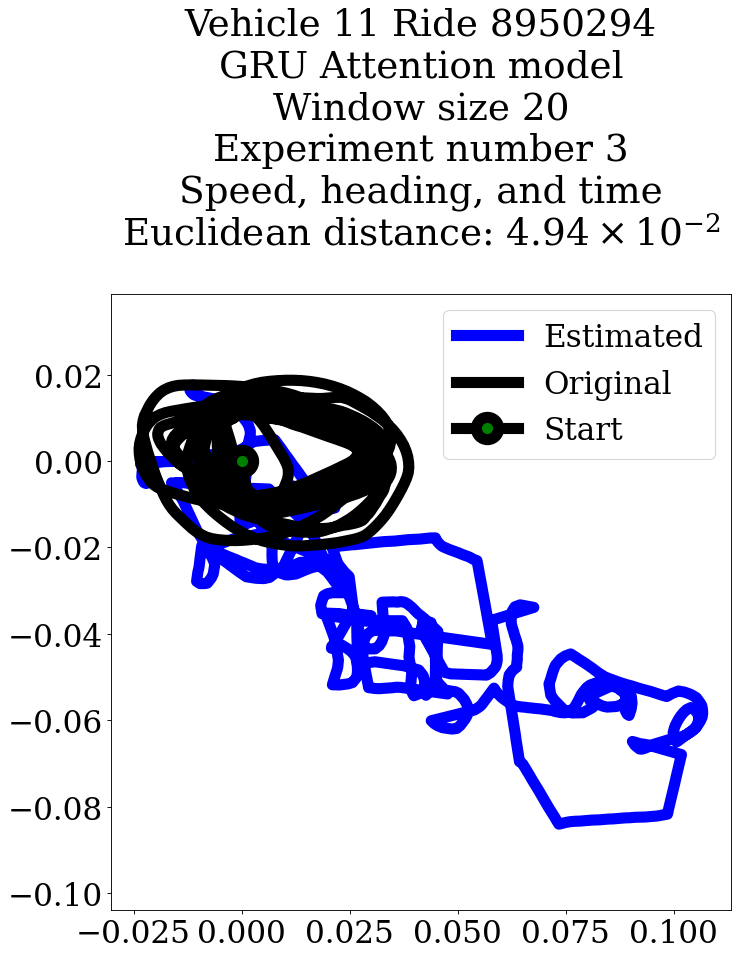 Vehicle 11 Ride 8950294
GRU Attention model
Window size 20
Experiment number 3
Speed, heading, and time
Euclidean distance: 4.94 × 10⁻²
Estimated
Original
Start
0.02
0.00
−0.02
−0.04
−0.06
−0.08
−0.10
−0.025 0.000 0.025 0.050 0.075 0.100